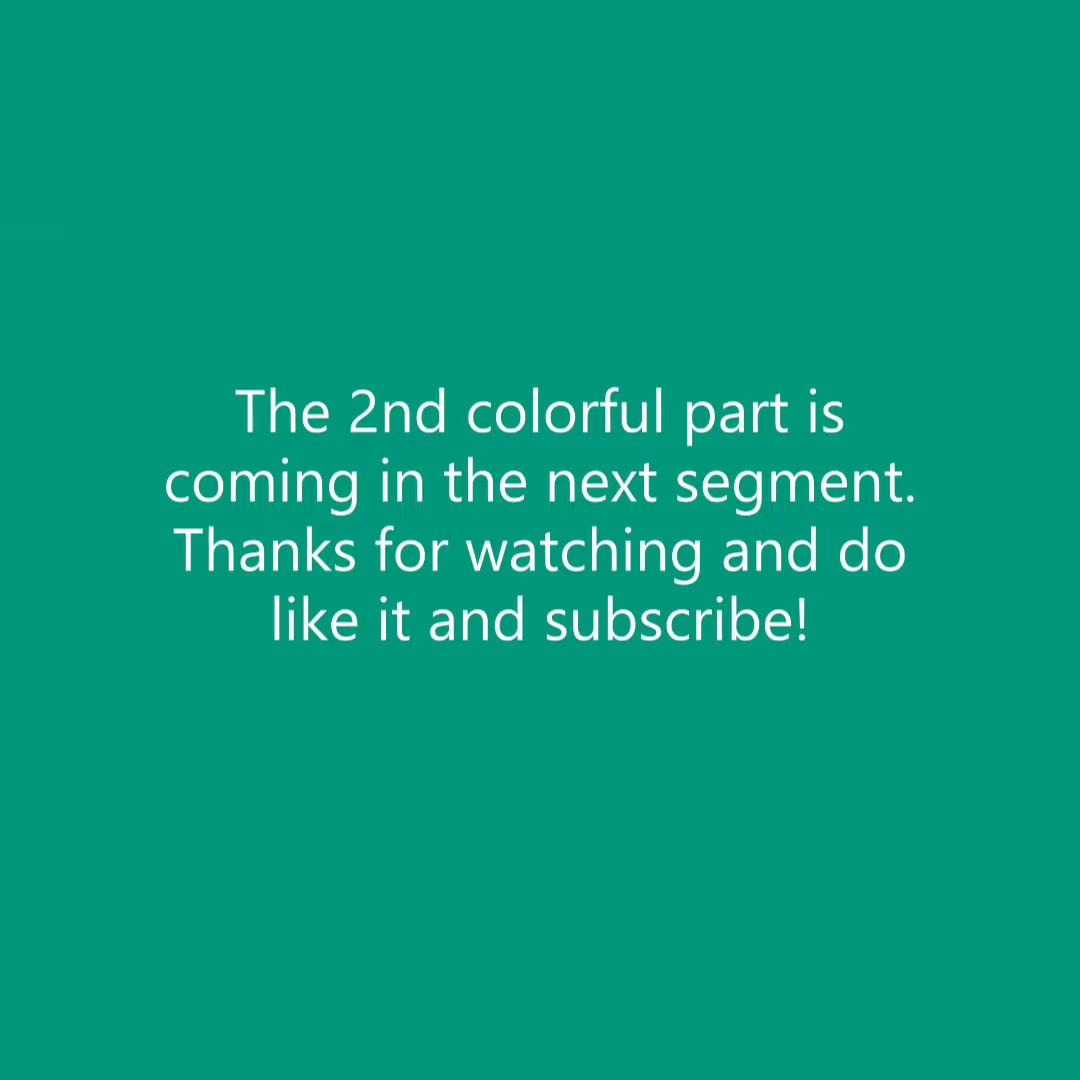 The 2nd colorful part is
coming in the next segment.
Thanks for watching and do
like it and subscribe!